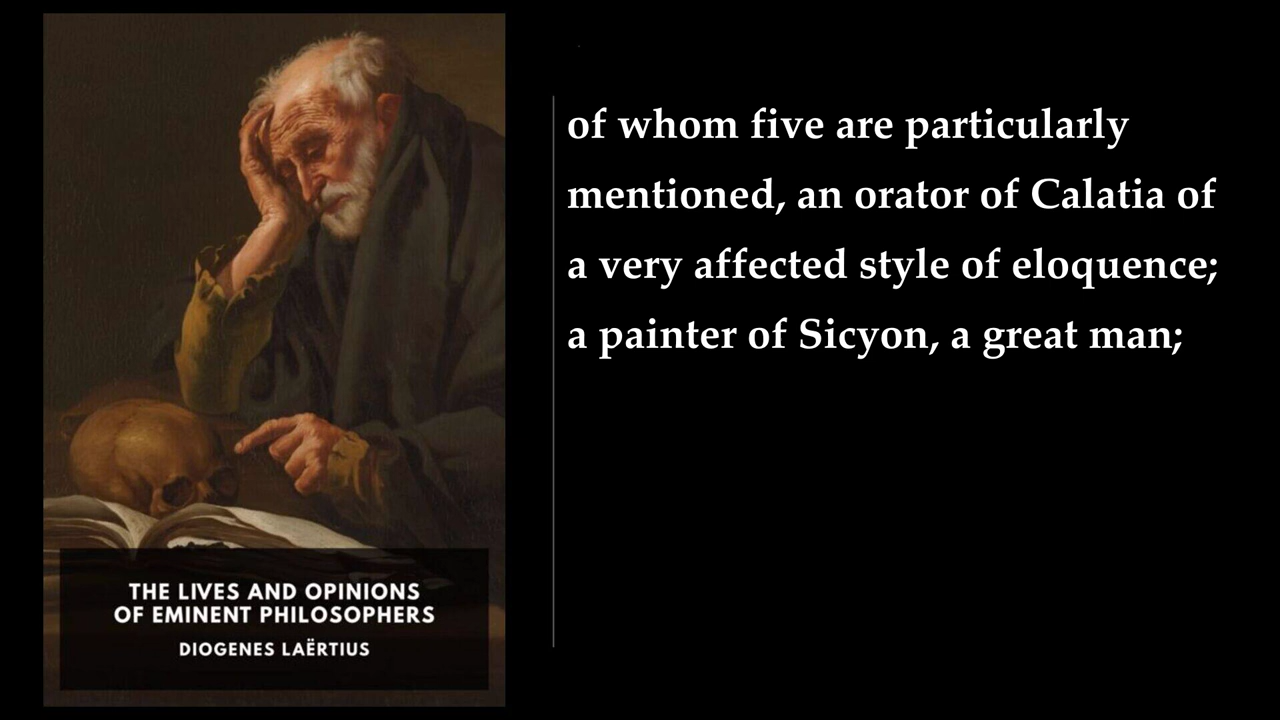 THE LIVES AND OPINIONS
OF EMINENT PHILOSOPHERS
DIOGENES LAËRTIUS
of whom five are particularly
mentioned, an orator of Calatia of
a very affected style of eloquence;
a painter of Sicyon, a great man;